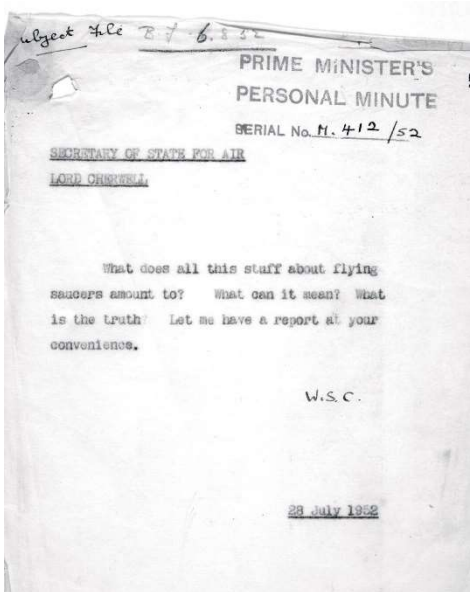 Subject File
PRIME MINISTER'S
PERSONAL MINUTE
SERIAL No. M. 412/52
SECRETARY OF STATE FOR AIR
LORD CHERWELL
What does all this stuff about flying
saucers amount to? What can it mean? What
is the truth? Let me have a report at your
convenience.
W.S.C.
28 July 1952